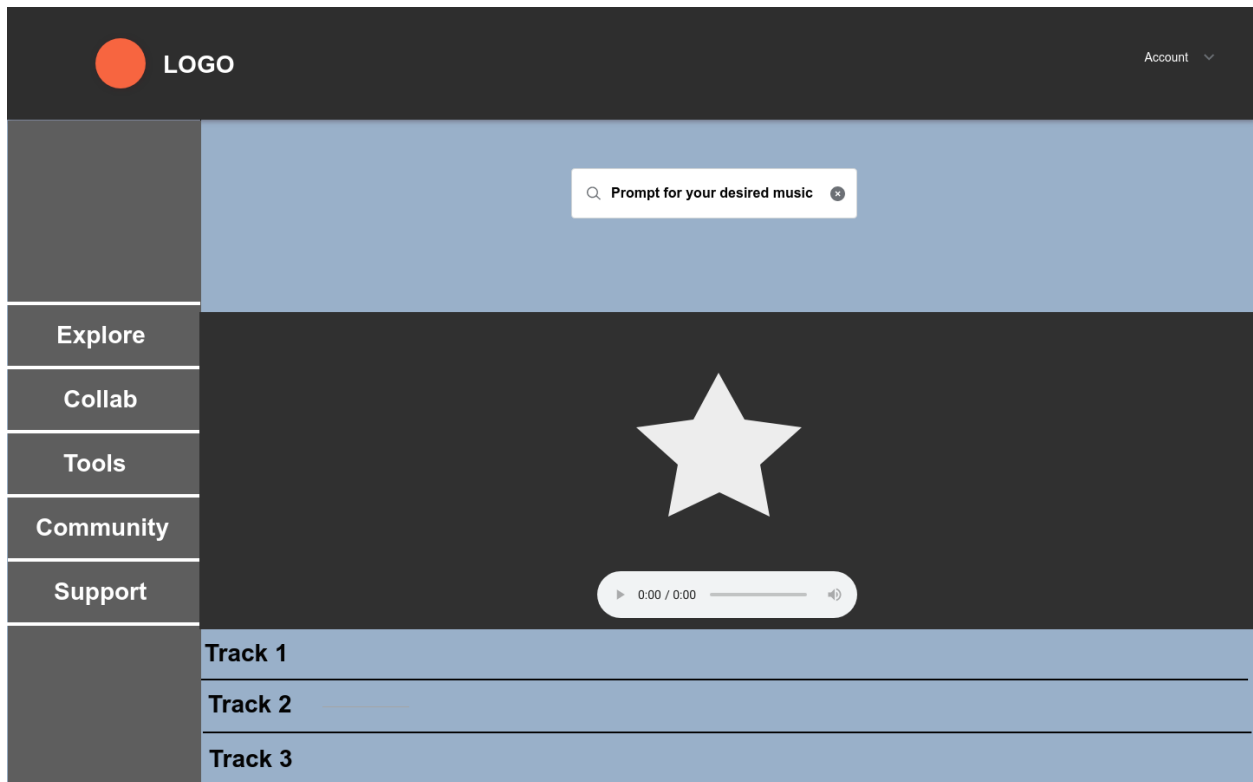 LOGO
Account
Prompt for your desired music
Explore
Collab
Tools
Community
Support
0:00 / 0:00
Track 1
Track 2
Track 3